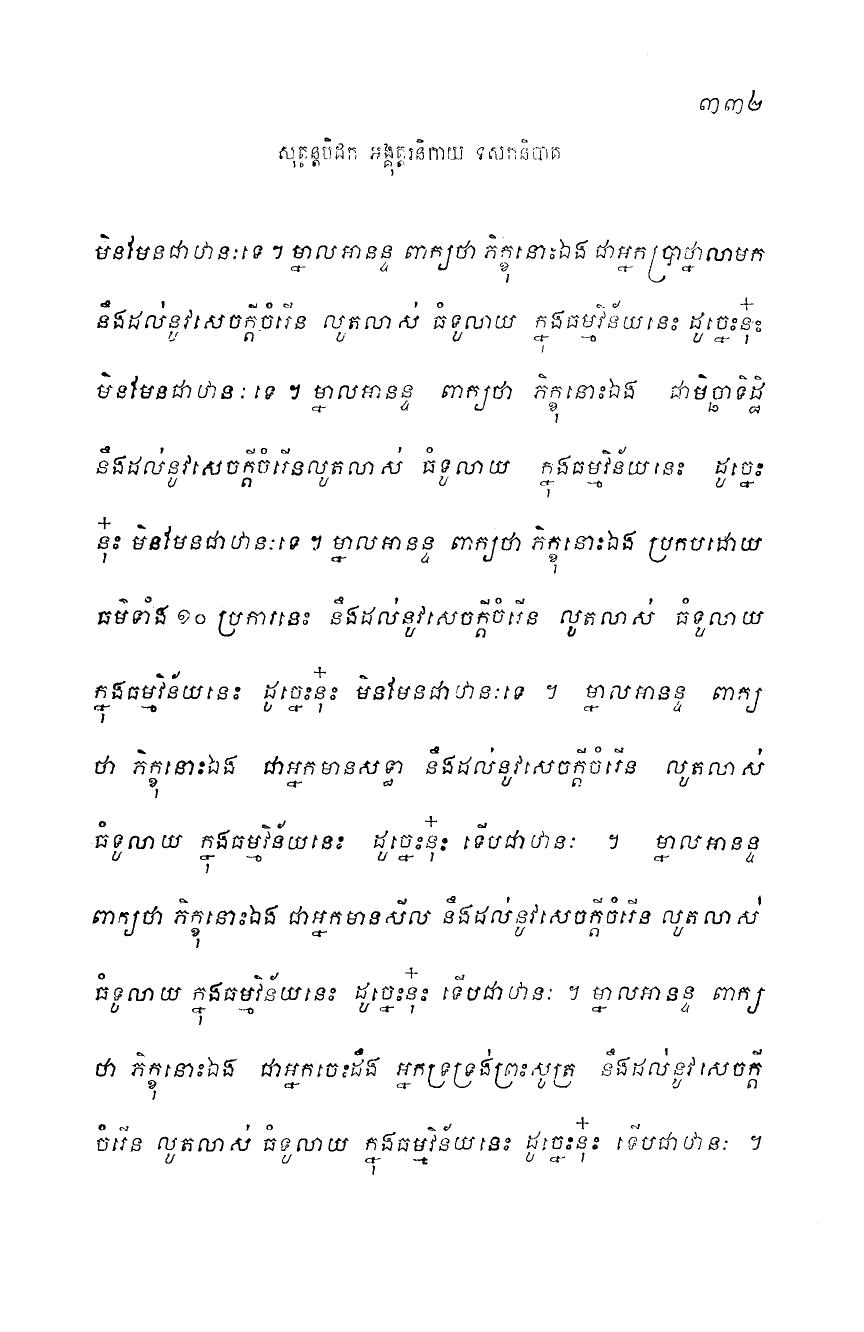 ៣៣២
សុត្តន្តបិដក អង្គុត្តរនិកាយ ទសកនិបាត
មិនមែនជាឋានៈទេ ។ ម្នាលអានន្ទ ពាក្យថា ភិក្ខុនោះឯង ជាអ្នកប្រាថ្នាលាមក
នឹងដល់នូវសេចក្តីចំរើន លូតលាស់ ធំទូលាយ ក្នុងធម្មវិន័យនេះ ដូច្នេះនុ៎ះ
មិនមែនជាឋានៈទេ ។ ម្នាលអានន្ទ ពាក្យថា ភិក្ខុនោះឯង ជាមិច្ឆាទិដ្ឋិ
នឹងដល់នូវសេចក្តីចំរើនលូតលាស់ ធំទូលាយ ក្នុងធម្មវិន័យនេះ ដូច្នេះ
នុ៎ះ មិនមែនជាឋានៈទេ ។ ម្នាលអានន្ទ ពាក្យថា ភិក្ខុនោះឯង ប្រកបដោយ
ធម៌ទាំង ១០ ប្រការនេះ នឹងដល់នូវសេចក្តីចំរើន លូតលាស់ ធំទូលាយ
ក្នុងធម្មវិន័យនេះ ដូច្នេះនុ៎ះ មិនមែនជាឋានៈទេ ។ ម្នាលអានន្ទ ពាក្យ
ថា ភិក្ខុនោះឯង ជាអ្នកមានសទ្ធា នឹងដល់នូវសេចក្តីចំរើន លូតលាស់
ធំទូលាយ ក្នុងធម្មវិន័យនេះ ដូច្នេះនុ៎ះ ទើបជាឋានៈ ។ ម្នាលអានន្ទ
ពាក្យថា ភិក្ខុនោះឯង ជាអ្នកមានសីល នឹងដល់នូវសេចក្តីចំរើន លូតលាស់
ធំទូលាយ ក្នុងធម្មវិន័យនេះ ដូច្នេះនុ៎ះ ទើបជាឋានៈ ។ ម្នាលអានន្ទ ពាក្យ
ថា ភិក្ខុនោះឯង ជាអ្នកចេះដឹង អ្នកទ្រទ្រង់ព្រះសូត្រ នឹងដល់នូវសេចក្តី
ចំរើន លូតលាស់ ធំទូលាយ ក្នុងធម្មវិន័យនេះ ដូច្នេះនុ៎ះ ទើបជាឋានៈ ។